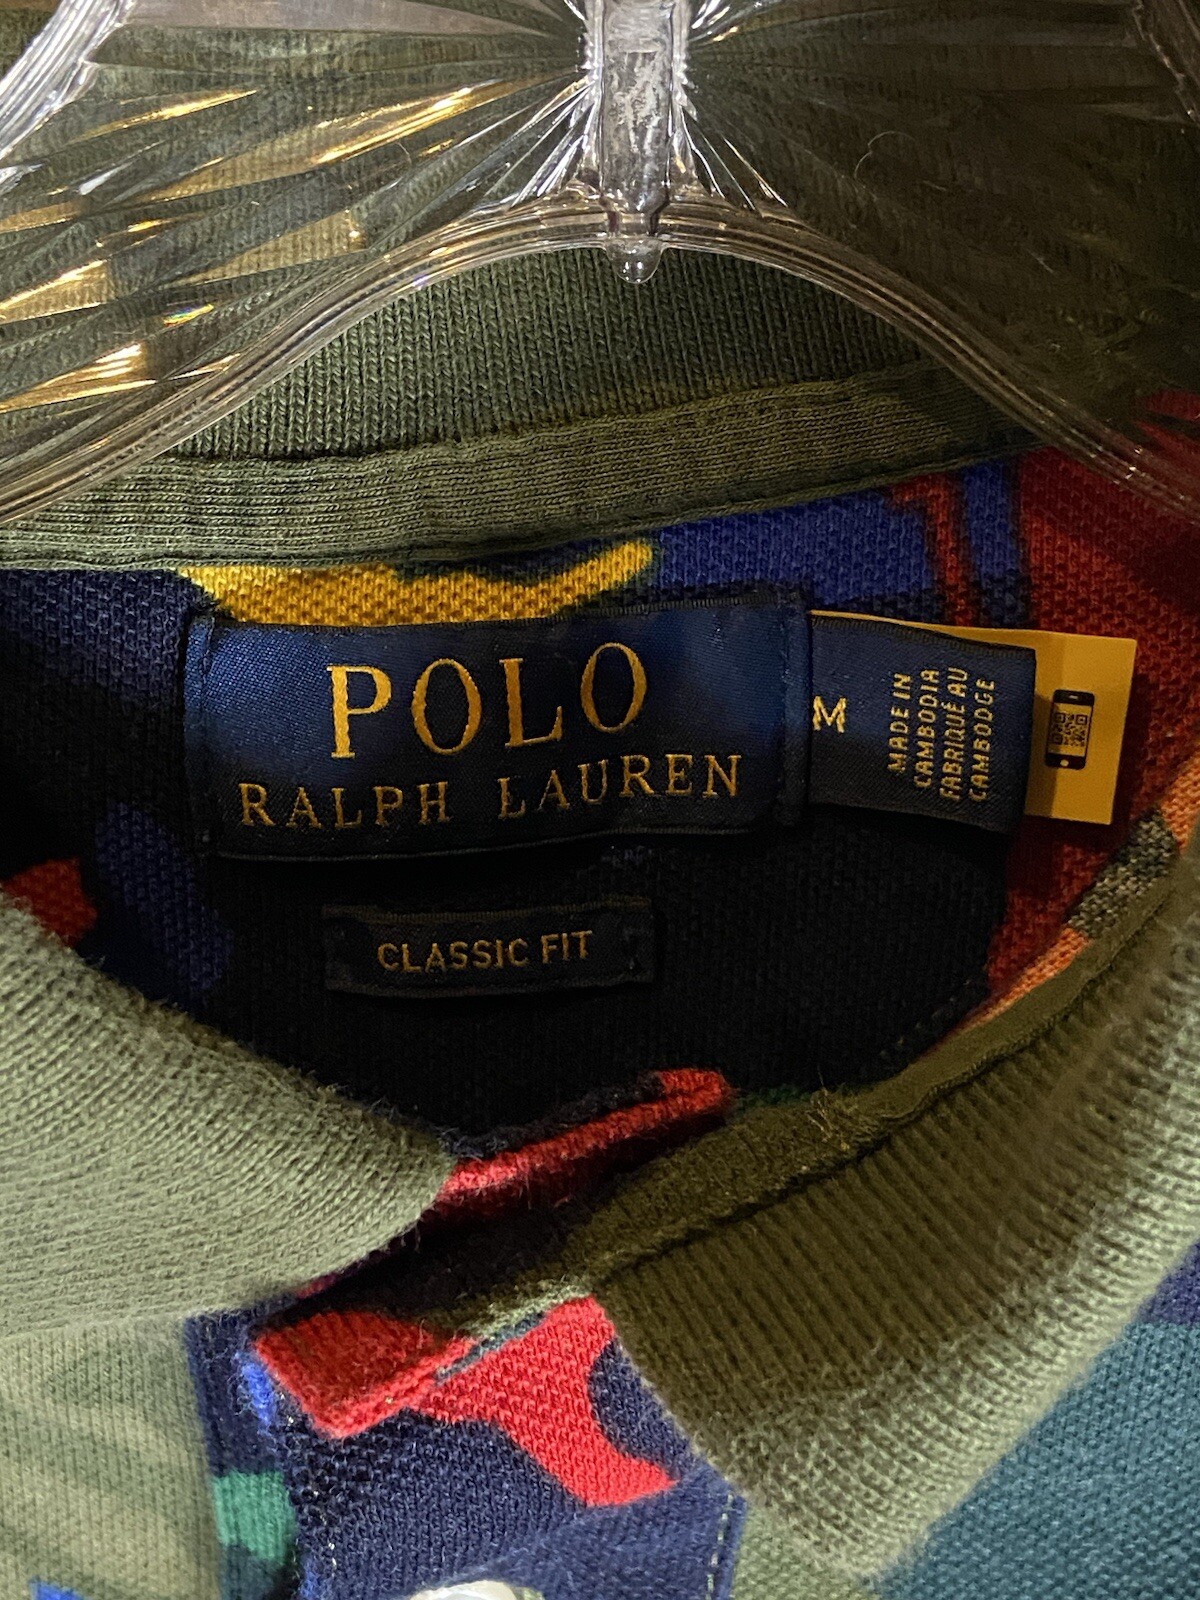 POLO
RALPH LAUREN
M
MADE IN
CAMBODIA
FABRIQUÉ AU
CAMBODGE
CLASSIC FIT